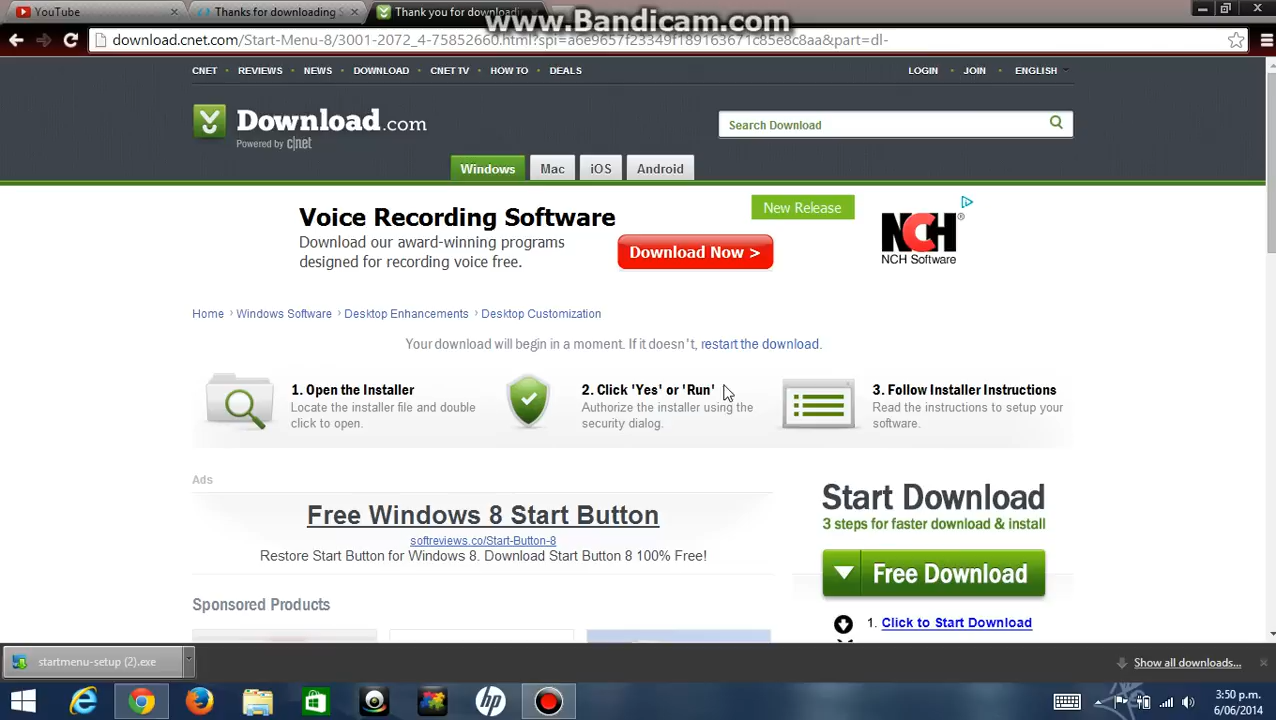 YouTube
Thanks for downloading S
Thank you for downloadi
www.Bandicam.com
download.cnet.com/Start-Menu-8/3001-2072_4-75852660.html?spi=a6e9657f23349f189163671c85e8c8aa&part=dl-
CNET REVIEWS NEWS DOWNLOAD CNET TV HOW TO DEALS LOGIN JOIN ENGLISH
Download.com
Powered by c|net
Search Download
Windows Mac iOS Android
Voice Recording Software
Download our award-winning programs
designed for recording voice free.
Download Now >
New Release
NCH®
NCH Software
Home › Windows Software › Desktop Enhancements › Desktop Customization
Your download will begin in a moment. If it doesn't, restart the download.
1. Open the Installer
Locate the installer file and double
click to open.
2. Click 'Yes' or 'Run'
Authorize the installer using the
security dialog.
3. Follow Installer Instructions
Read the instructions to setup your
software.
Ads
Free Windows 8 Start Button
softreviews.co/Start-Button-8
Restore Start Button for Windows 8. Download Start Button 8 100% Free!
Sponsored Products
Start Download
3 steps for faster download & install
Free Download
1. Click to Start Download
startmenu-setup (2).exe
Show all downloads...
hp
3:50 p.m.
6/06/2014